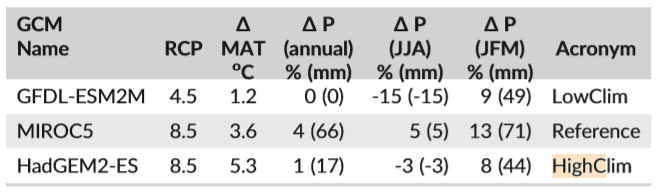 GCM Δ Δ P Δ P Δ P
Name RCP MAT (annual) (JJA) (JFM) Acronym
ºC % (mm) % (mm) % (mm)
GFDL-ESM2M 4.5 1.2 0 (0) -15 (-15) 9 (49) LowClim
MIROC5 8.5 3.6 4 (66) 5 (5) 13 (71) Reference
HadGEM2-ES 8.5 5.3 1 (17) -3 (-3) 8 (44) HighClim